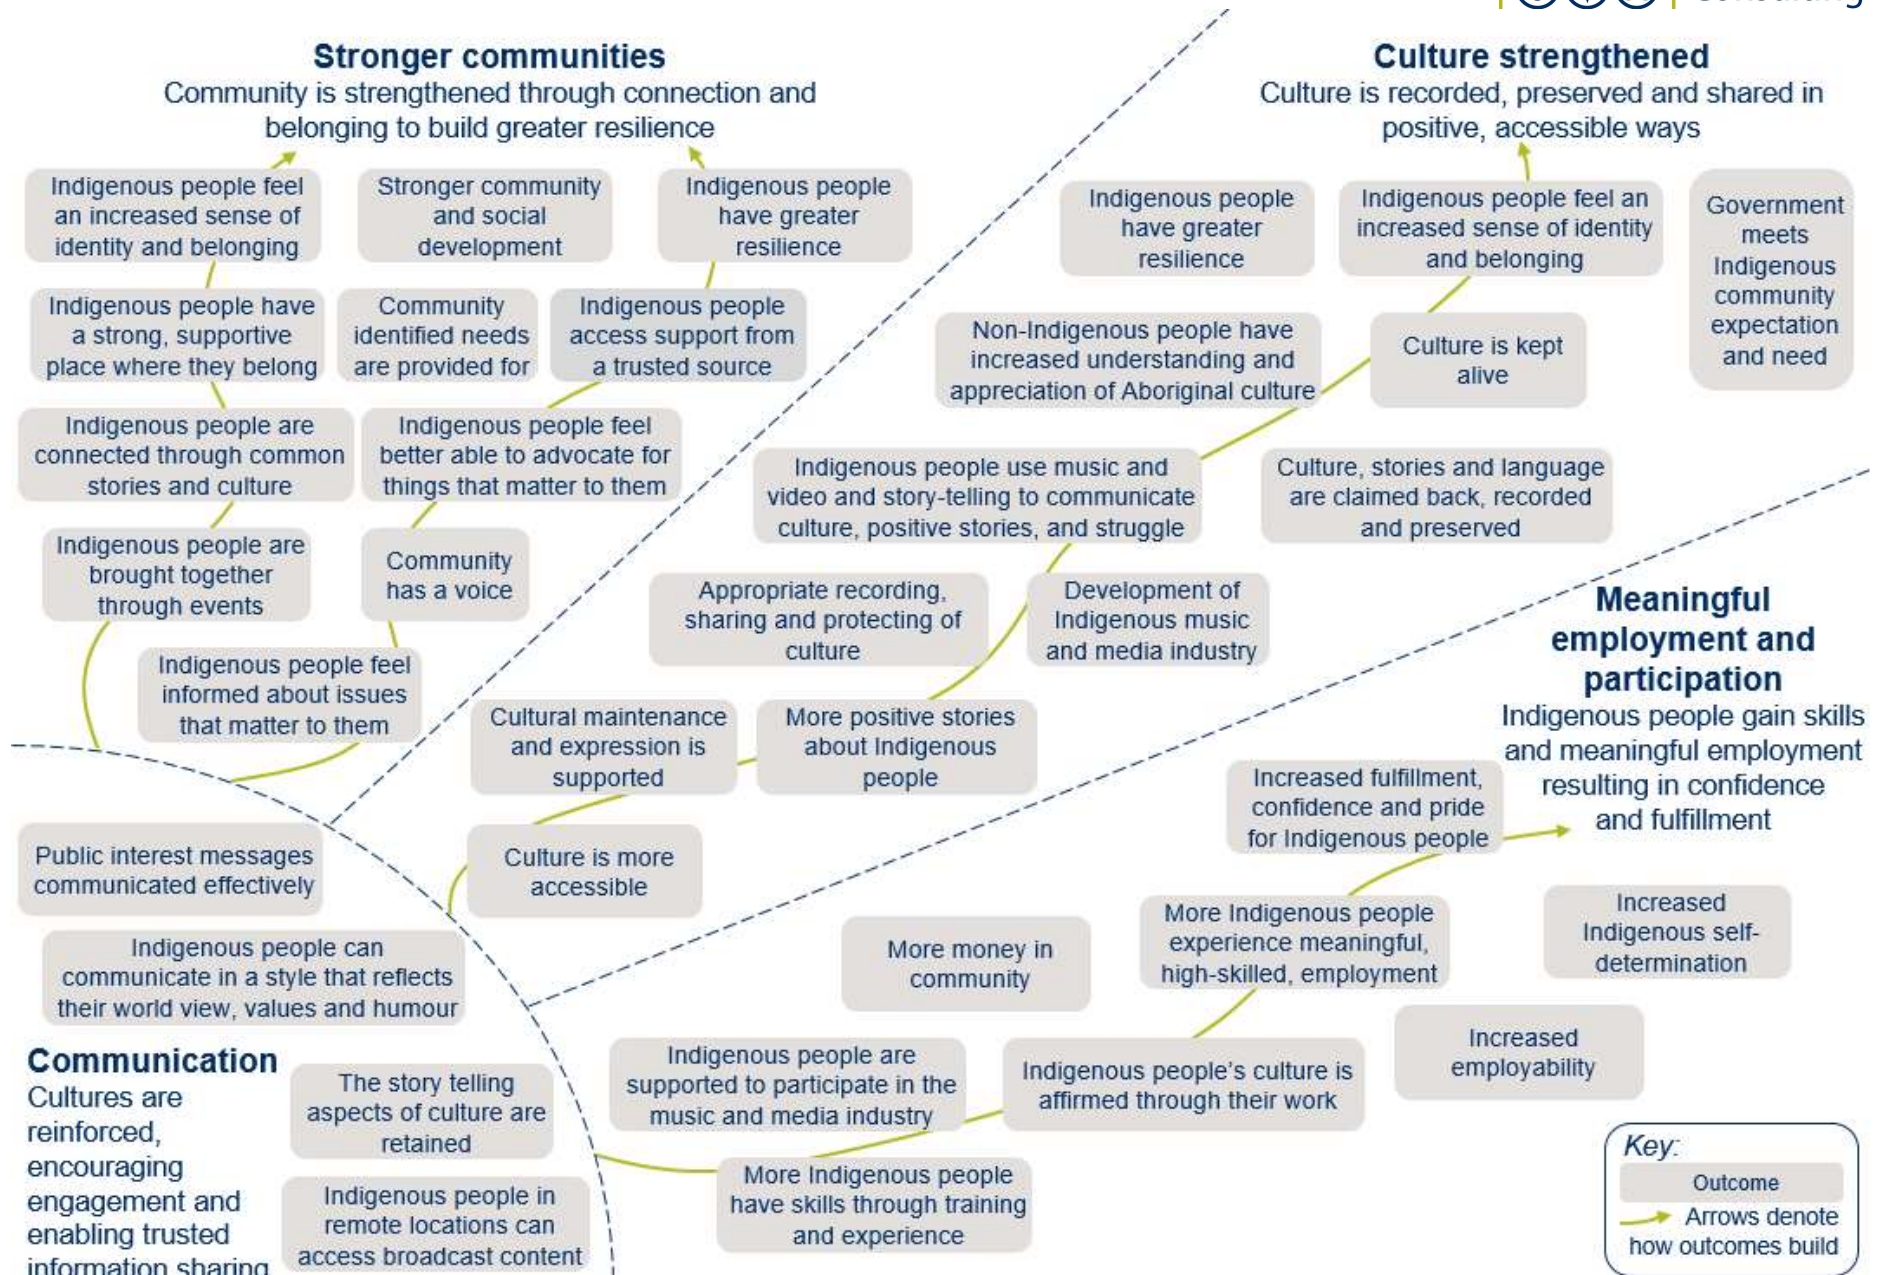 Consulting
Stronger communities
Community is strengthened through connection and
belonging to build greater resilience
Indigenous people feel
an increased sense of
identity and belonging
Stronger community
and social
development
Indigenous people
have greater
resilience
Indigenous people have
a strong, supportive
place where they belong
Community
identified needs
are provided for
Indigenous people
access support from
a trusted source
Indigenous people are
connected through common
stories and culture
Indigenous people feel
better able to advocate for
things that matter to them
Indigenous people are
brought together
through events
Community
has a voice
Indigenous people feel
informed about issues
that matter to them
Culture strengthened
Culture is recorded, preserved and shared in
positive, accessible ways
Indigenous people
have greater
resilience
Indigenous people feel an
increased sense of identity
and belonging
Government
meets
Indigenous
community
expectation
and need
Non-Indigenous people have
increased understanding and
appreciation of Aboriginal culture
Culture is kept
alive
Indigenous people use music and
video and story-telling to communicate
culture, positive stories, and struggle
Culture, stories and language
are claimed back, recorded
and preserved
Appropriate recording,
sharing and protecting of
culture
Development of
Indigenous music
and media industry
Cultural maintenance
and expression is
supported
More positive stories
about Indigenous
people
Culture is more
accessible
Meaningful
employment and
participation
Indigenous people gain skills
and meaningful employment
resulting in confidence
and fulfillment
Increased fulfillment,
confidence and pride
for Indigenous people
More Indigenous people
experience meaningful,
high-skilled, employment
Increased
Indigenous self-
determination
More money in
community
Increased
employability
Indigenous people are
supported to participate in the
music and media industry
Indigenous people's culture is
affirmed through their work
More Indigenous people
have skills through training
and experience
Public interest messages
communicated effectively
Indigenous people can
communicate in a style that reflects
their world view, values and humour
Communication
Cultures are
reinforced,
encouraging
engagement and
enabling trusted
information sharing
The story telling
aspects of culture are
retained
Indigenous people in
remote locations can
access broadcast content
Key:
Outcome
Arrows denote
how outcomes build